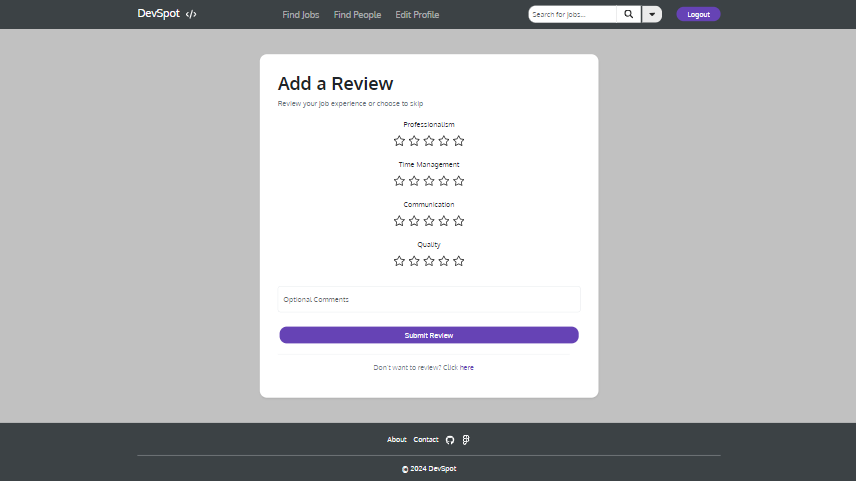 DevSpot </>
Find Jobs Find People Edit Profile
Search for jobs...
Logout
Add a Review
Review your job experience or choose to skip
Professionalism
Time Management
Communication
Quality
Optional Comments
Submit Review
Don't want to review? Click here
About Contact
© 2024 DevSpot